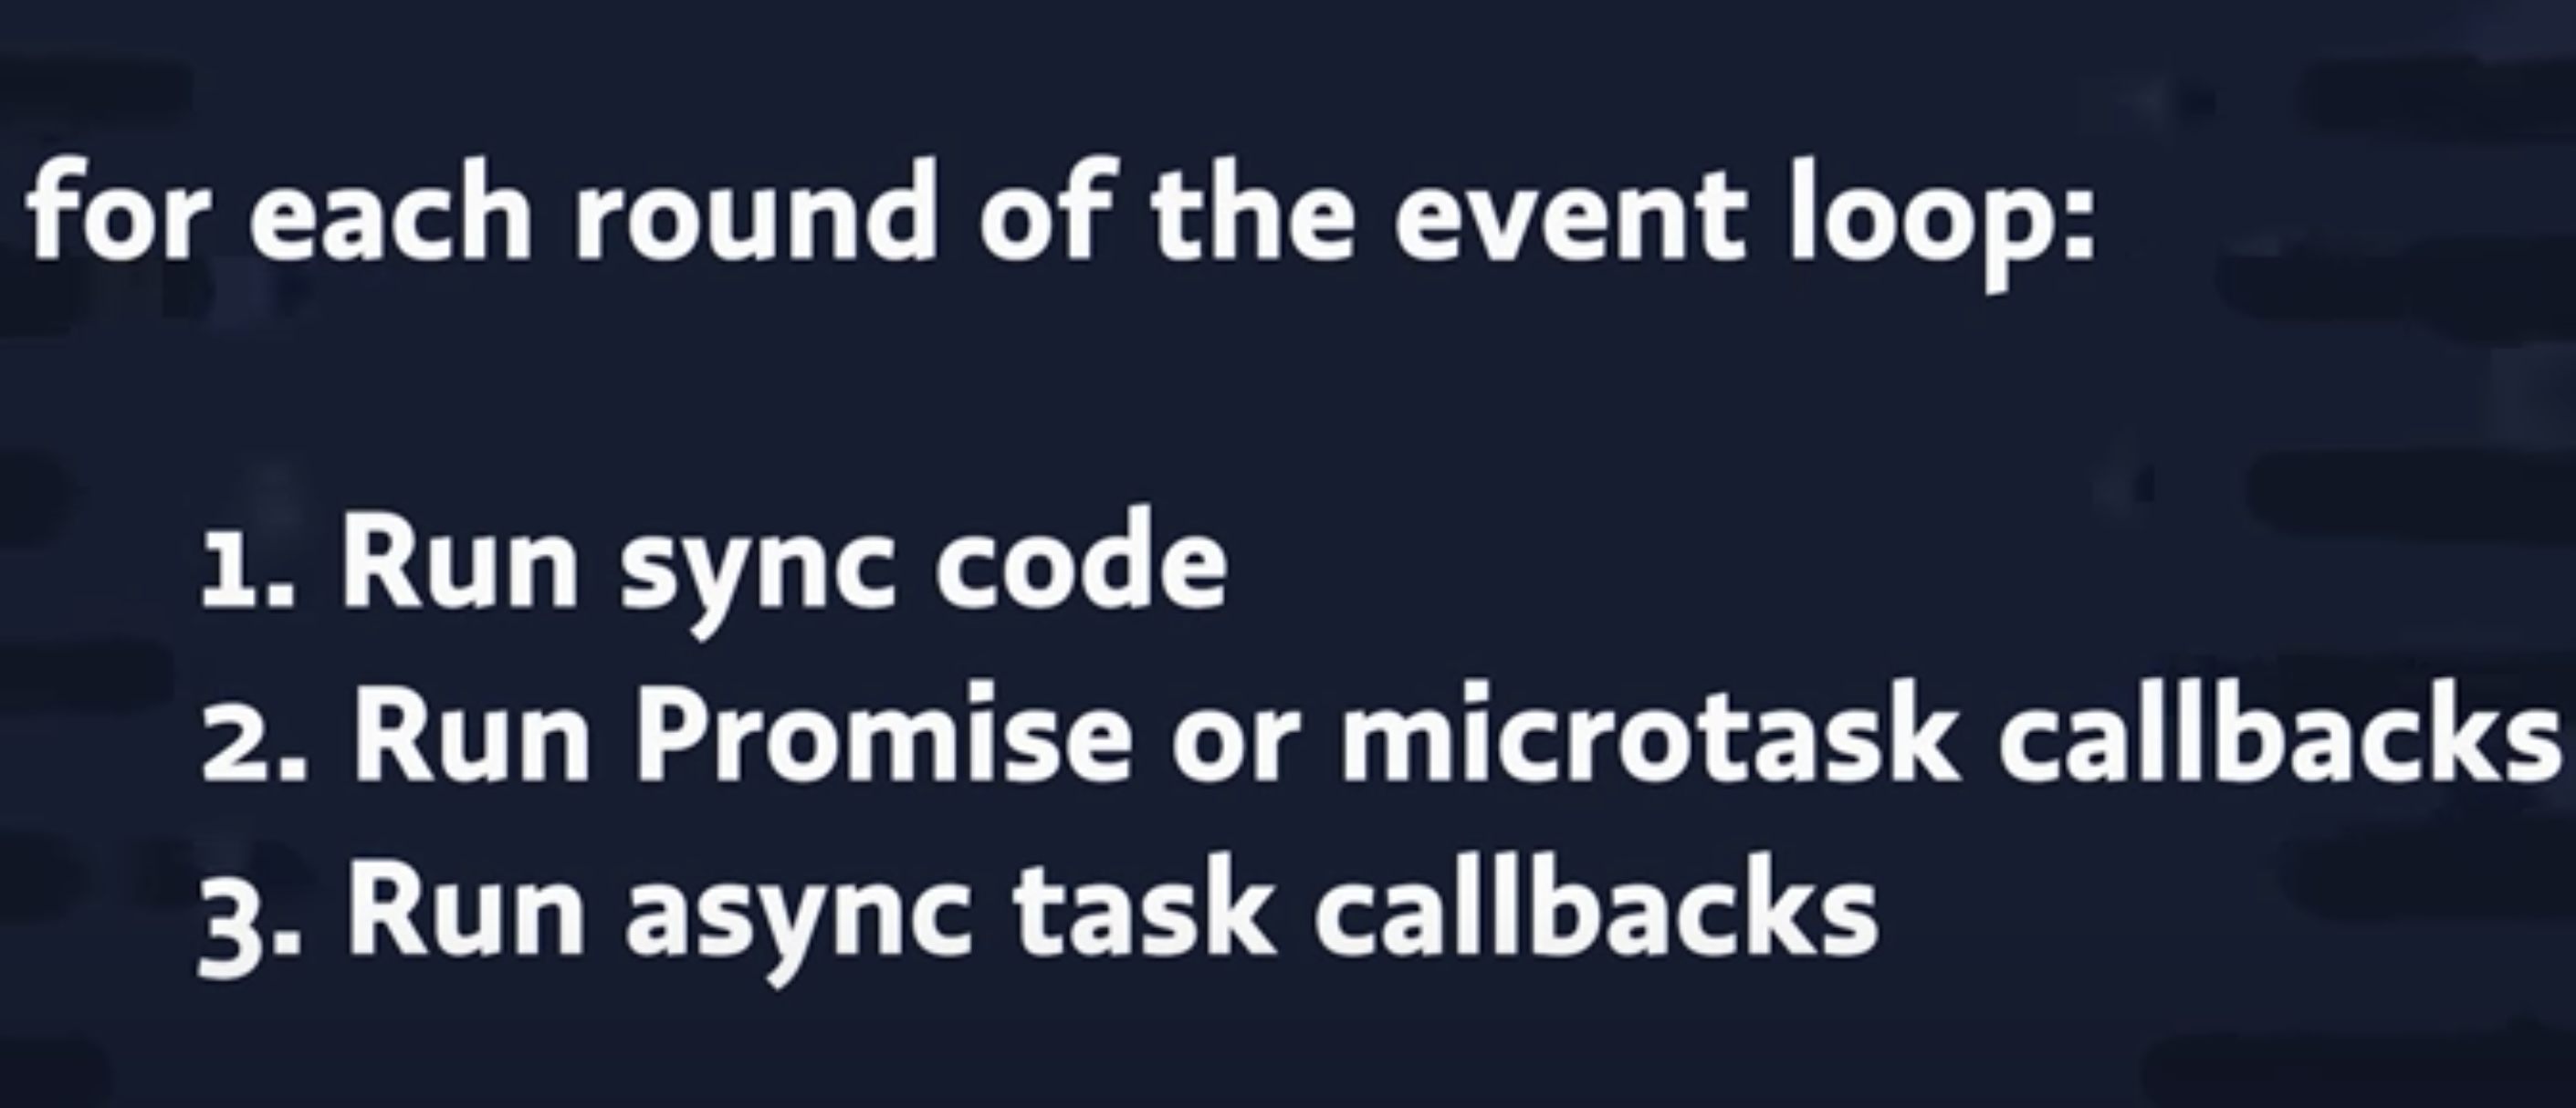 for each round of the event loop:
1. Run sync code
2. Run Promise or microtask callbacks
3. Run async task callbacks